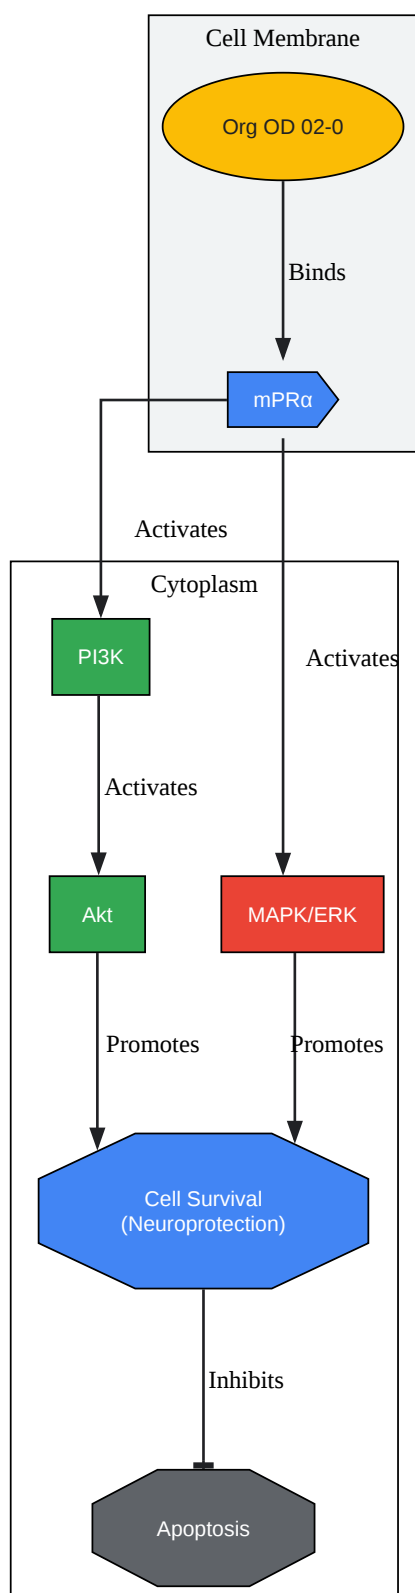 Cell Membrane
Org OD 02-0
Binds
mPRα
Activates
Cytoplasm
PI3K
Activates
Activates
Akt
MAPK/ERK
Promotes
Promotes
Cell Survival
(Neuroprotection)
Inhibits
Apoptosis